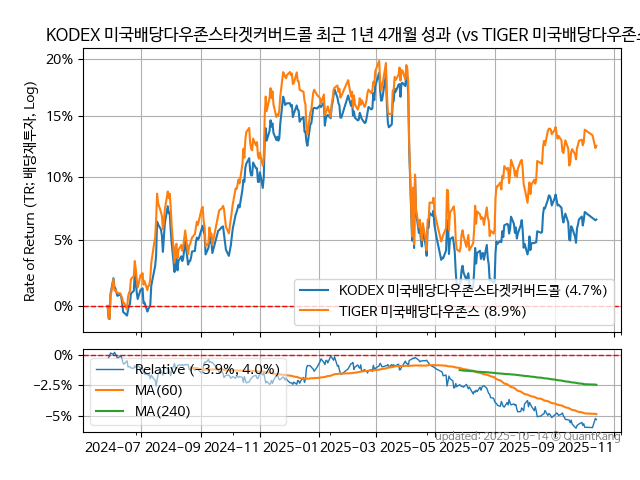 KODEX 미국배당다우존스타겟커버드콜 최근 1년 4개월 성과 (vs TIGER 미국배당다우존스
20%
15%
10%
5%
0%
Rate of Return (TR: 배당재투자, Log)
KODEX 미국배당다우존스타겟커버드콜 (4.7%)
TIGER 미국배당다우존스 (8.9%)
0%
−2.5%
−5%
Relative (−3.9%, 4.0%)
MA(60)
MA(240)
updated: 2025-10-14 © QuantKang
2024-07 2024-09 2024-11 2025-01 2025-03 2025-05 2025-07 2025-09 2025-11